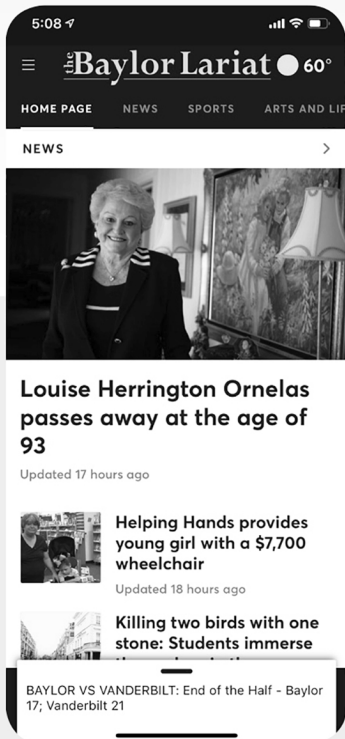 5:08
the Baylor Lariat 60°
HOME PAGE NEWS SPORTS ARTS AND LIF
NEWS
Louise Herrington Ornelas
passes away at the age of
93
Updated 17 hours ago
Helping Hands provides
young girl with a $7,700
wheelchair
Updated 18 hours ago
Killing two birds with one
stone: Students immerse
BAYLOR VS VANDERBILT: End of the Half - Baylor
17; Vanderbilt 21